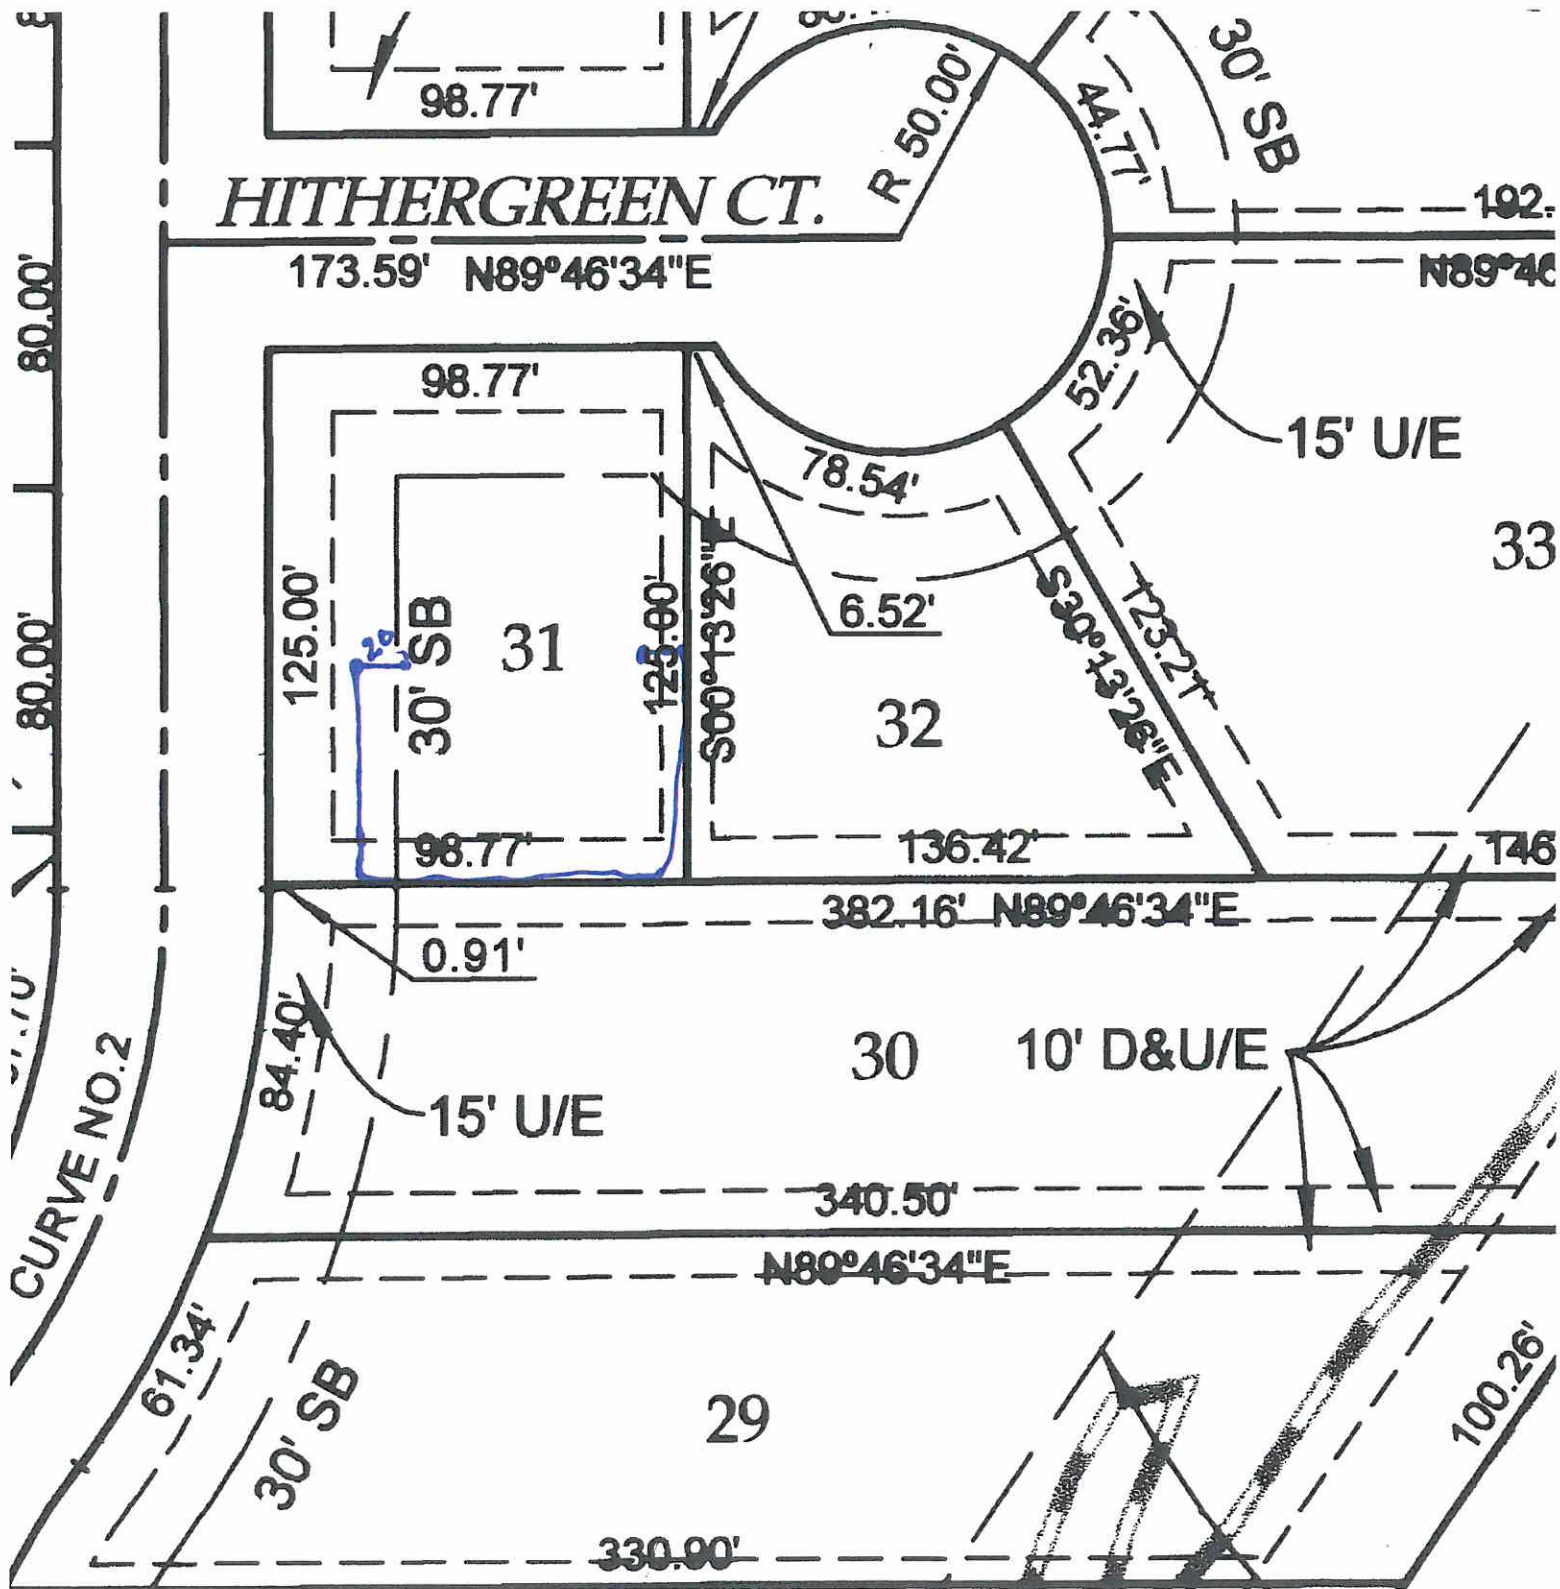 98.77'
R 50.00'
44.77'
30' SB
HITHERGREEN CT.
192.
173.59' N89°46'34"E
N89°46
80.00'
98.77'
52.36'
15' U/E
78.54'
33
125.00'
30' SB
31
125.00'
S00°13'26"E
6.52'
S30°13'26"E
123.21'
20'
32
80.00'
98.77'
136.42'
146
382.16' N89°46'34"E
0.91'
84.40'
30
10' D&U/E
15' U/E
CURVE NO.2
340.50'
N89°46'34"E
61.34'
30' SB
29
100.26'
330.90'